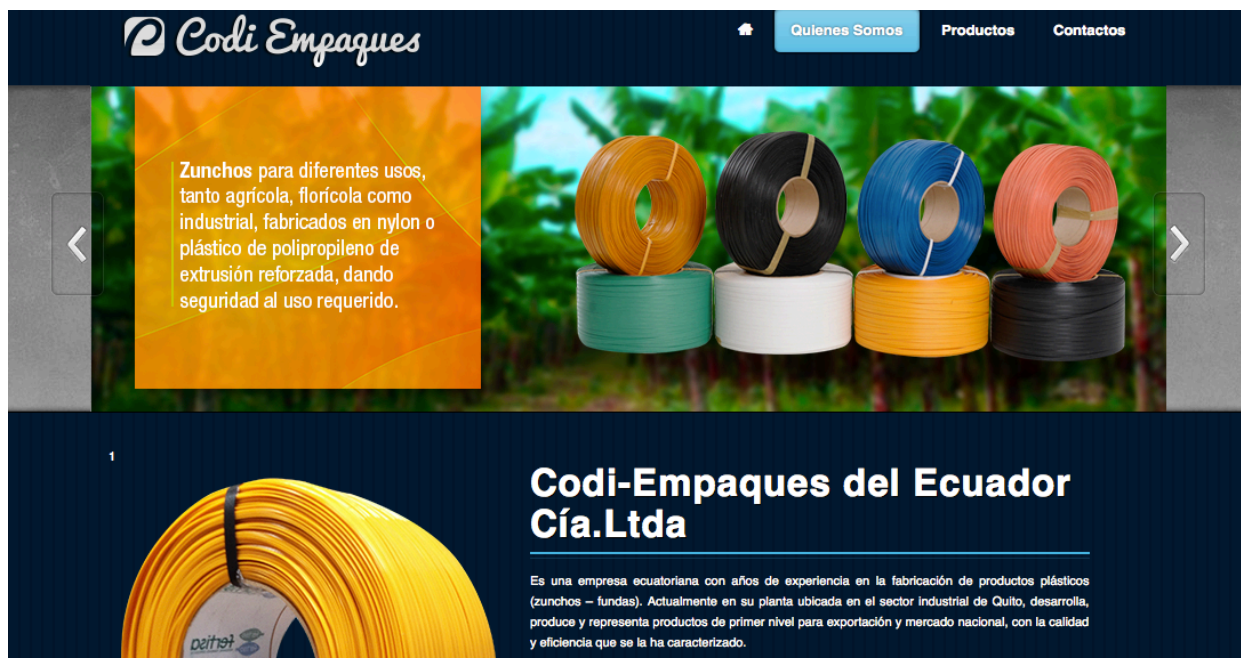 Codi Empaques
Quienes Somos
Productos
Contactos
Zunchos para diferentes usos,
tanto agrícola, florícola como
industrial, fabricados en nylon o
plástico de polipropileno de
extrusión reforzada, dando
seguridad al uso requerido.
1
Codi-Empaques del Ecuador
Cía.Ltda
Es una empresa ecuatoriana con años de experiencia en la fabricación de productos plásticos
(zunchos – fundas). Actualmente en su planta ubicada en el sector industrial de Quito, desarrolla,
produce y representa productos de primer nivel para exportación y mercado nacional, con la calidad
y eficiencia que se la ha caracterizado.
fertisa